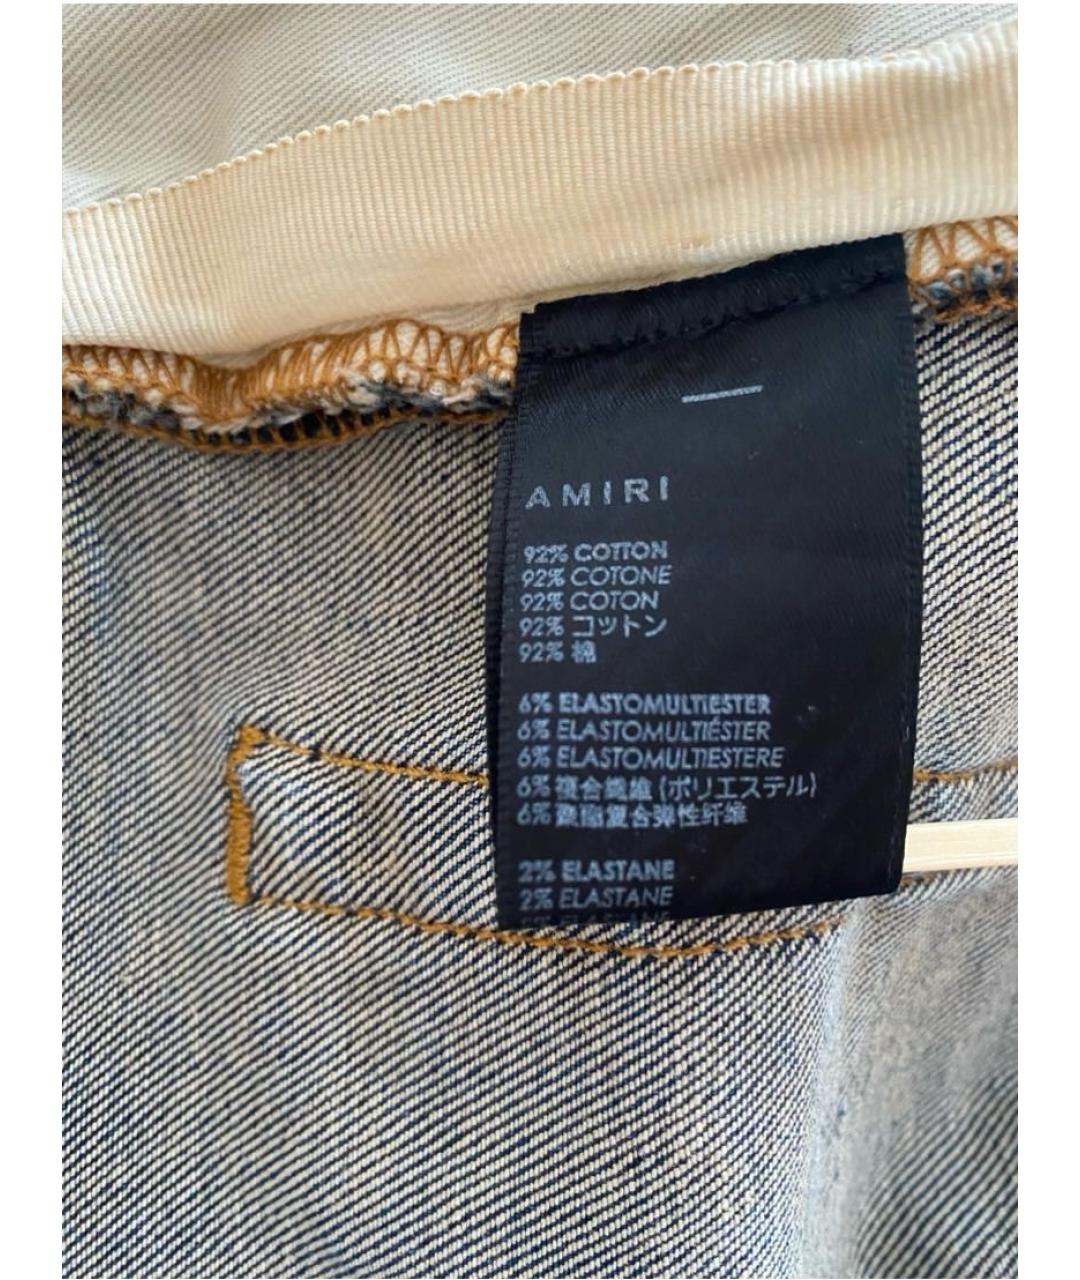 AMIRI
92% COTTON
92% COTONE
92% COTON
92% コットン
92% 棉
6% ELASTOMULTIESTER
6% ELASTOMULTIÉSTER
6% ELASTOMULTIESTERE
6% 複合繊維 (ポリエステル)
6% 聚酯复合弹性纤维
2% ELASTANE
2% ELASTANE
ELASTANE